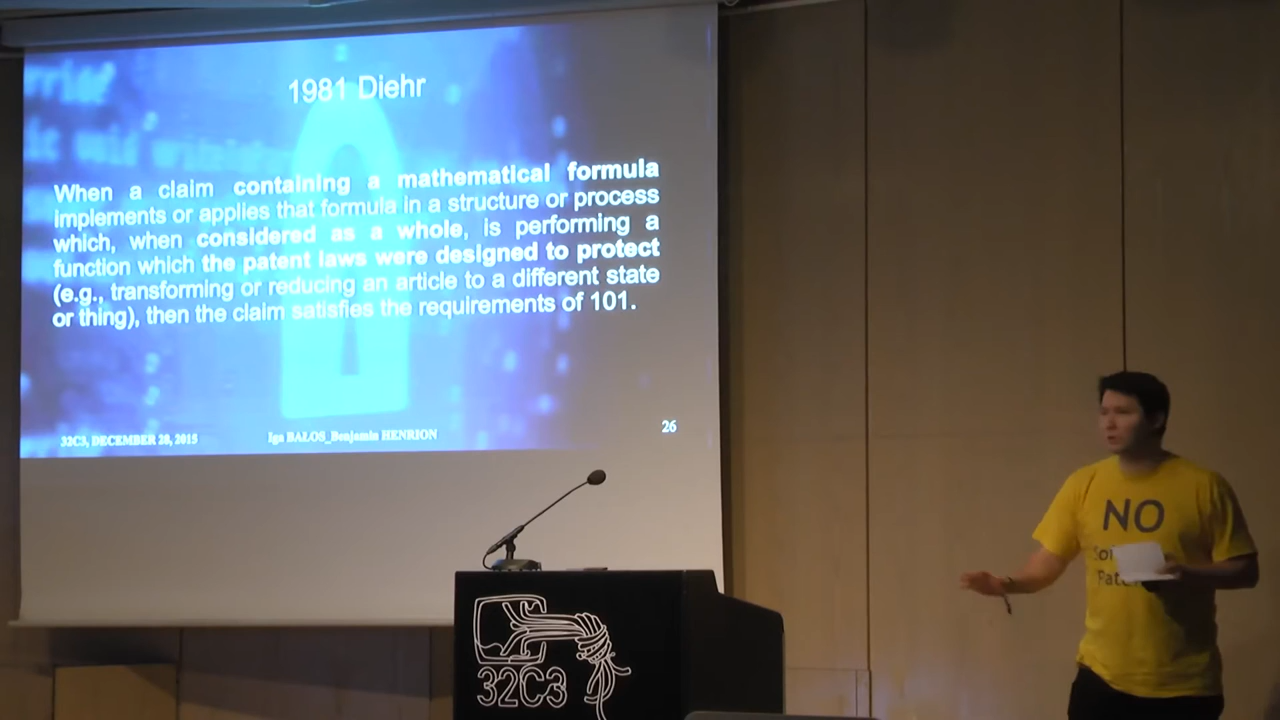 1981 Diehr
When a claim containing a mathematical formula
implements or applies that formula in a structure or process
which, when considered as a whole, is performing a
function which the patent laws were designed to protect
(e.g., transforming or reducing an article to a different state
or thing), then the claim satisfies the requirements of 101.
32C3, DECEMBER 28, 2015
Iga BAŁOS_Benjamin HENRION
26
32C3
NO